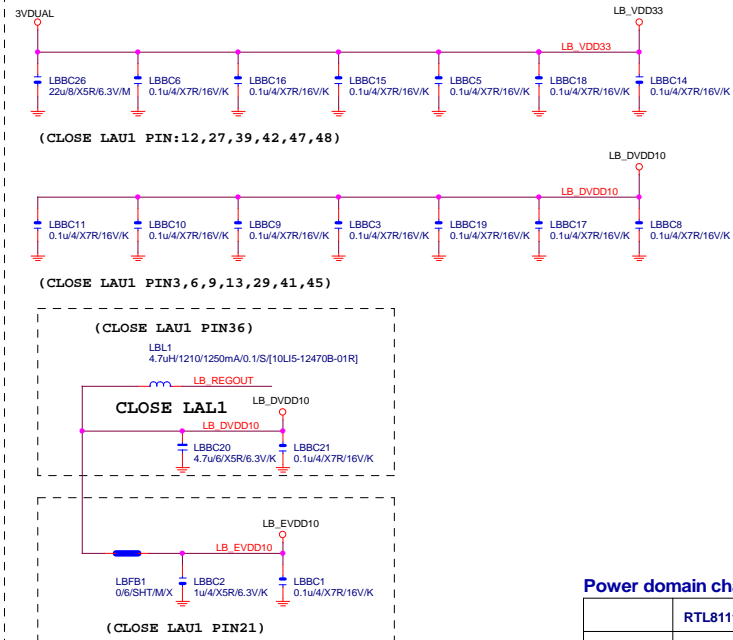 3VDUAL
LB_VDD33
LB_VDD33
LBBC26
22u/8/X5R/6.3V/M
LBBC6
0.1u/4/X7R/16V/K
LBBC16
0.1u/4/X7R/16V/K
LBBC15
0.1u/4/X7R/16V/K
LBBC5
0.1u/4/X7R/16V/K
LBBC18
0.1u/4/X7R/16V/K
LBBC14
0.1u/4/X7R/16V/K
(CLOSE LAU1 PIN:12,27,39,42,47,48)
LB_DVDD10
LB_DVDD10
LBBC11
0.1u/4/X7R/16V/K
LBBC10
0.1u/4/X7R/16V/K
LBBC9
0.1u/4/X7R/16V/K
LBBC3
0.1u/4/X7R/16V/K
LBBC19
0.1u/4/X7R/16V/K
LBBC17
0.1u/4/X7R/16V/K
LBBC8
0.1u/4/X7R/16V/K
(CLOSE LAU1 PIN3,6,9,13,29,41,45)
(CLOSE LAU1 PIN36)
LBL1
4.7uH/1210/1250mA/0.1/S/[10LI5-12470B-01R]
LB_REGOUT
CLOSE LAL1
LB_DVDD10
LB_DVDD10
LBBC20
4.7u/6/X5R/6.3V/K
LBBC21
0.1u/4/X7R/16V/K
LB_EVDD10
LB_EVDD10
LBFB1
0/6/SHT/M/X
LBBC2
1u/4/X5R/6.3V/K
LBBC1
0.1u/4/X7R/16V/K
(CLOSE LAU1 PIN21)
Power domain cha
RTL811